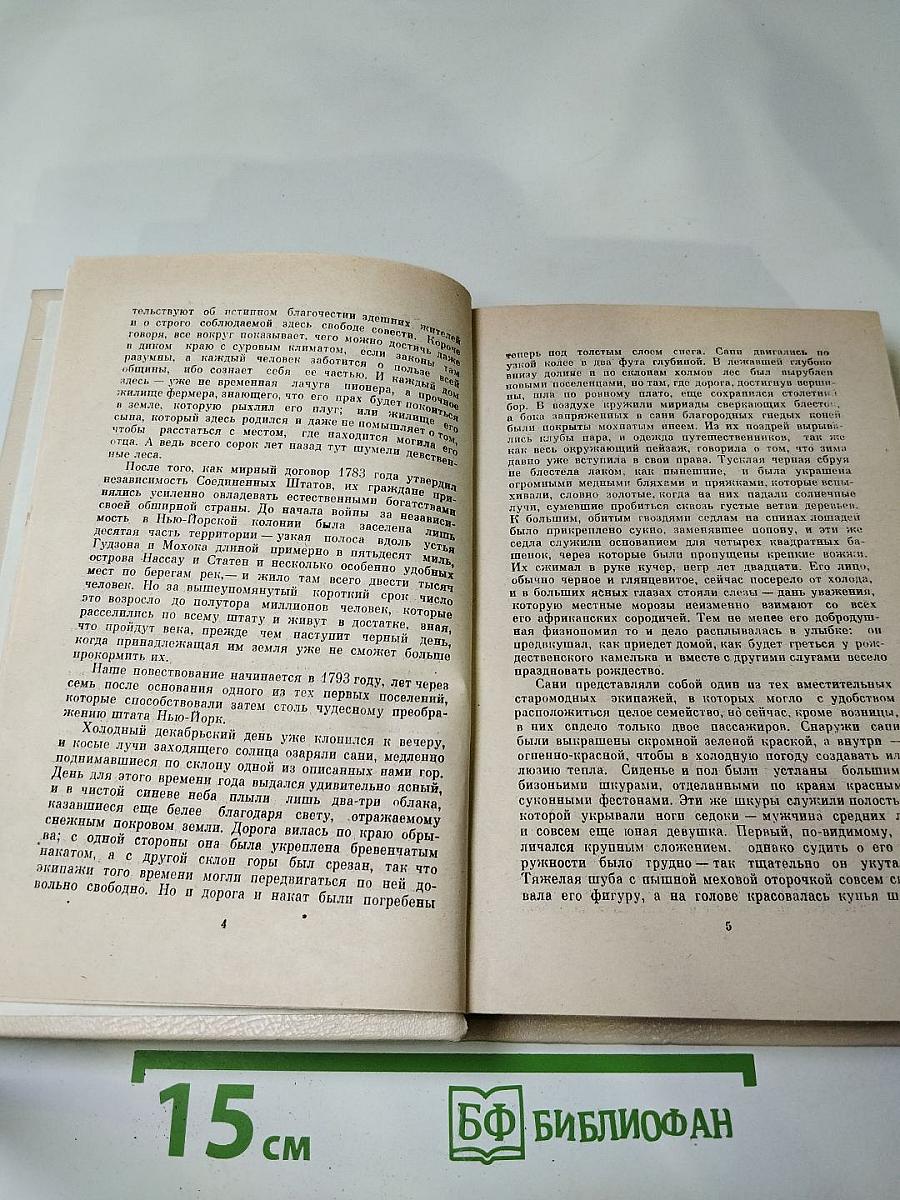 тельствуют об истинном благочестии здешних жителей
и о строго соблюдаемой здесь свободе совести. Короче
говоря, все вокруг показывает, чего можно достичь даже
в диком краю с суровым климатом, если законы там
разумны, а каждый человек заботится о пользе всей
общины, ибо сознает себя ее частью. И каждый дом
здесь — уже не временная лачуга пионера, а прочное
жилище фермера, знающего, что его прах будет покоиться
в земле, которую рыхлил его плуг; или жилище его
сына, который здесь родился и даже не помышляет о том,
чтобы расстаться с местом, где находится могила его
отца. А ведь всего сорок лет назад тут шумели девствен-
ные леса.
После того, как мирный договор 1783 года утвердил
независимость Соединенных Штатов, их граждане при-
нялись усиленно овладевать естественными богатствами
своей обширной страны. До начала войны за независи-
мость в Нью-Йорской колонии была заселена лишь
десятая часть территории — узкая полоса вдоль устья
Гудзона и Мохока длиной примерно в пятьдесят миль,
острова Нассау и Статен и несколько особенно удобных
мест по берегам рек,— и жило там всего двести тысяч
человек. Но за вышеупомянутый короткий срок число
это возросло до полутора миллионов человек, которые
расселились по всему штату и живут в достатке, зная,
что пройдут века, прежде чем наступит черный день,
когда принадлежащая им земля уже не сможет больше
прокормить их.
Наше повествование начинается в 1793 году, лет через
семь после основания одного из тех первых поселений,
которые способствовали затем столь чудесному преобра-
жению штата Нью-Йорк.
Холодный декабрьский день уже клонился к вечеру,
и косые лучи заходящего солнца озаряли сани, медленно
поднимавшиеся по склону одной из описанных нами гор.
День для этого времени года выдался удивительно ясный,
и в чистой синеве неба плыли лишь два-три облака,
казавшиеся еще более благодаря свету, отражаемому
снежным покровом земли. Дорога вилась по краю обры-
ва; с одной стороны она была укреплена бревенчатым
накатом, а с другой склон горы был срезан, так что
экипажи того времени могли передвигаться по ней до-
вольно свободно. Но и дорога и накат были погребены
4
теперь под толстым слоем снега. Сани двигались по
узкой колее в два фута глубиной. В лежавшей глубоко
внизу долине и по склонам холмов лес был вырублен
новыми поселенцами, но там, где дорога, достигнув верши-
ны, шла по ровному плато, еще сохранился столетний
бор. В воздухе кружили мириады сверкающих блесток,
а бока запряженных в сани благородных гнедых коней
были покрыты мохнатым инеем. Из их ноздрей вырыва-
лись клубы пара, и одежда путешественников, так же
как весь окружающий пейзаж, говорила о том, что зима
давно уже вступила в свои права. Тусклая черная сбруя
не блестела лаком, как нынешние, и была украшена
огромными медными бляхами и пряжками, которые вспы-
хивали, словно золотые, когда на них падали солнечные
лучи, сумевшие пробиться сквозь густые ветви деревьев.
К большим, обитым гвоздями седлам на спинах лошадей
было прикреплено сукно, заменявшее попону, и эти же
седла служили основанием для четырех квадратных ба-
шенок, через которые были пропущены крепкие вожжи.
Их сжимал в руке кучер, негр лет двадцати. Его лицо,
обычно черное и глянцевитое, сейчас посерело от холода,
и в больших ясных глазах стояли слезы — дань уважения,
которую местные морозы неизменно взимают со всех
его африканских сородичей. Тем не менее его добродуш-
ная физиономия то и дело расплывалась в улыбке: он
предвкушал, как приедет домой, как будет греться у рож-
дественского камелька и вместе с другими слугами весело
праздновать рождество.
Сани представляли собой один из тех вместительных
старомодных экипажей, в которых могло с удобством
расположиться целое семейство, но сейчас, кроме возницы,
в них сидело только двое пассажиров. Снаружи сани
были выкрашены скромной зеленой краской, а внутри —
огненно-красной, чтобы в холодную погоду создавать ил
люзию тепла. Сиденье и пол были устланы большим
бизоньими шкурами, отделанными по краям красным
суконными фестонами. Эти же шкуры служили полость
которой укрывали ноги седоки — мужчина средних л
и совсем еще юная девушка. Первый, по-видимому,
личался крупным сложением. однако судить о его
ружности было трудно — так тщательно он укута
Тяжелая шуба с пышной меховой оторочкой совсем ск
вала его фигуру, а на голове красовалась кунья ш
5
15 см
БФ БИБЛИОФАН